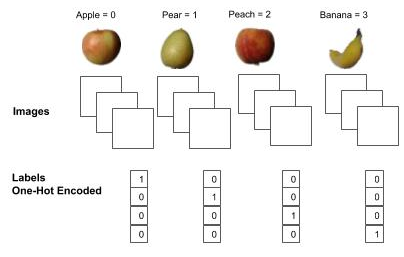 Apple = 0 Pear = 1 Peach = 2 Banana = 3
Images
Labels
One-Hot Encoded
1 0 0 0
0 1 0 0
0 0 1 0
0 0 0 1